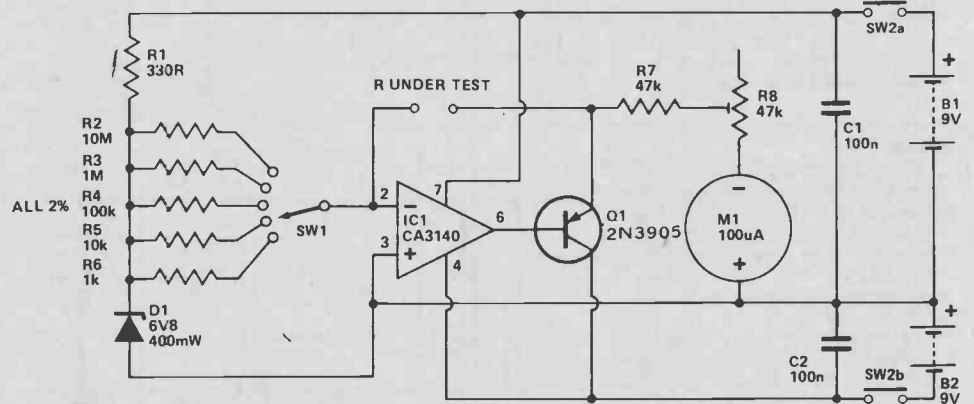 R1
330R
R2
10M
R3
1M
R4
100k
R5
10k
R6
1k
ALL 2%
SW1
D1
6V8
400mW
R UNDER TEST
2
3
7
4
6
−
+
IC1
CA3140
Q1
2N3905
R7
47k
R8
47k
−
M1
100uA
+
C1
100n
C2
100n
SW2a
SW2b
+
B1
9V
+
B2
9V